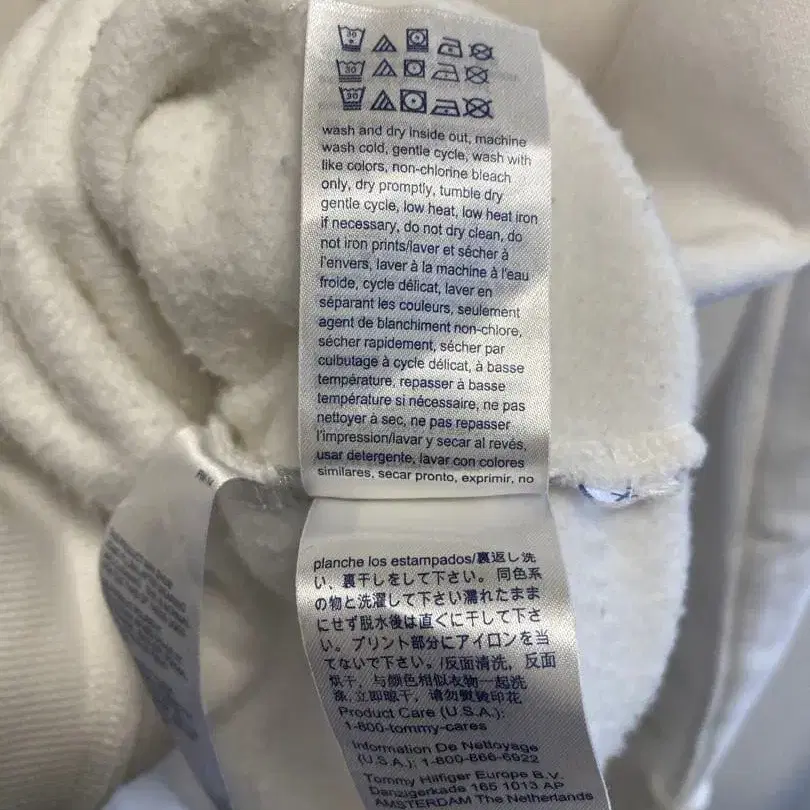 30
30
30
wash and dry inside out, machine
wash cold, gentle cycle, wash with
like colors, non-chlorine bleach
only, dry promptly, tumble dry
gentle cycle, low heat, low heat iron
if necessary, do not dry clean, do
not iron prints/laver et sécher à
l'envers, laver à la machine à l'eau
froide, cycle délicat, laver en
séparant les couleurs, seulement
agent de blanchiment non-chlore,
sécher rapidement, sécher par
culbutage à cycle délicat, à basse
température, repasser à basse
température si nécessaire, ne pas
nettoyer à sec, ne pas repasser
l'impression/lavar y secar al revés,
usar detergente, lavar con colores
similares, secar pronto, exprimir, no
planche los estampados/裏返し洗
い、裏干しをして下さい。同色系
の物と洗濯して下さい濡れたまま
にせず脱水後は直ぐに干して下さ
い。プリント部分にアイロンを当
てないで下さい。/反面清洗，反面
烘干，与颜色相似衣物一起洗
涤,立即晾干，请勿熨烫印花
Product Care (U.S.A.):
1-800-tommy-cares
Information De Nettoyage
(U.S.A.): 1-800-866-6922
Tommy Hilfiger Europe B.V.
Danzigerkade 165 1013 AP
AMSTERDAM The Netherlands